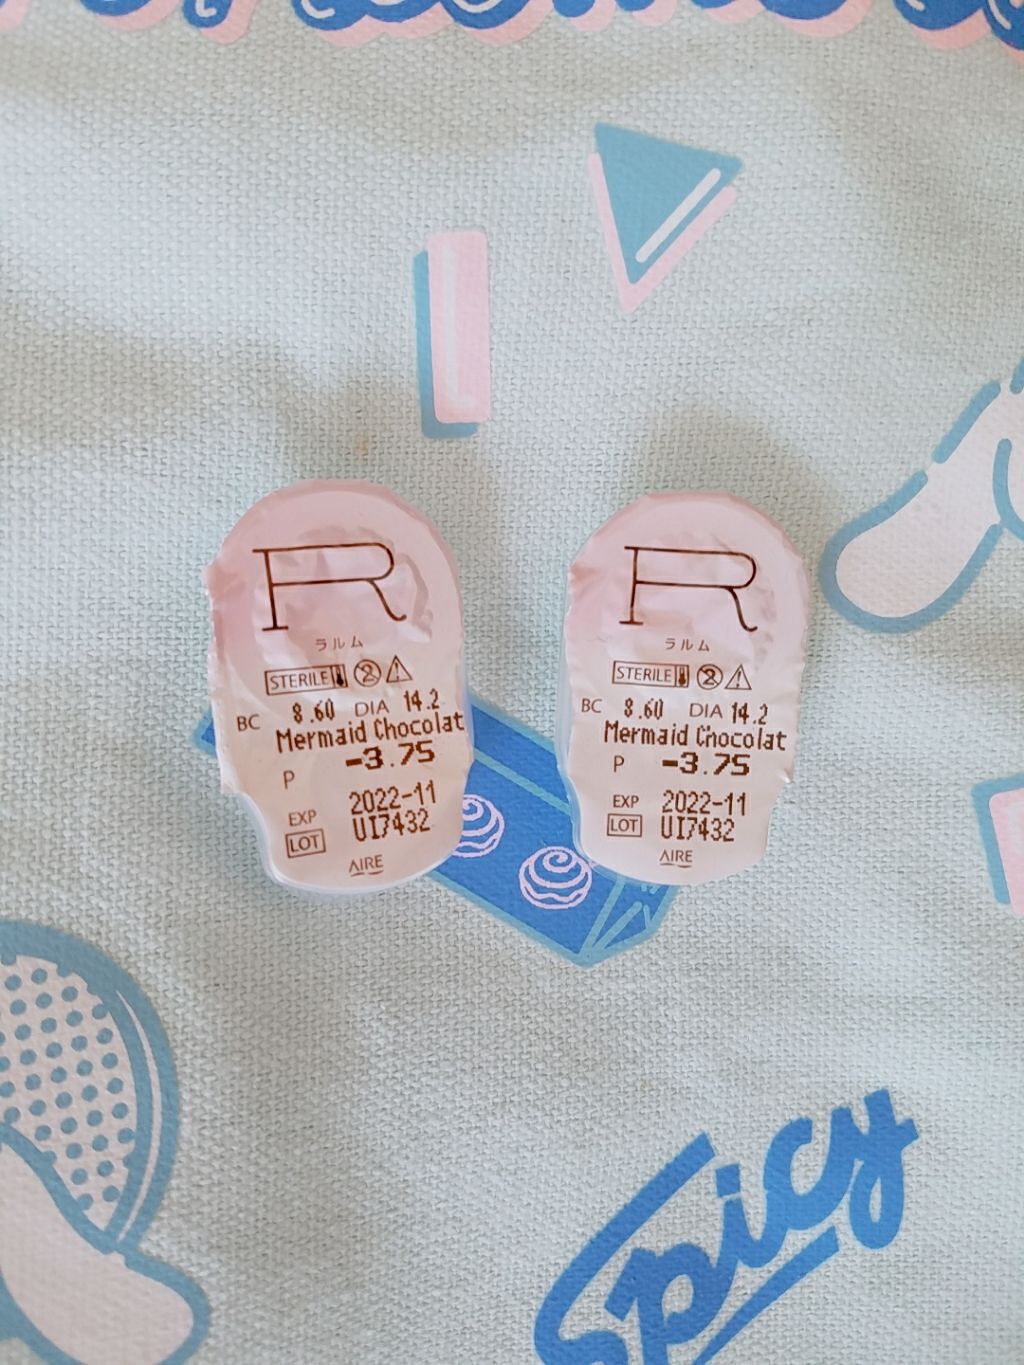 R
ラルム
STERILE
BC 8.60 DIA 14.2
Mermaid Chocolat
P -3.75
EXP 2022-11
LOT UI7432
AIRE
R
ラルム
STERILE
BC 8.60 DIA 14.2
Mermaid Chocolat
P -3.75
EXP 2022-11
LOT UI7432
AIRE
Spicy